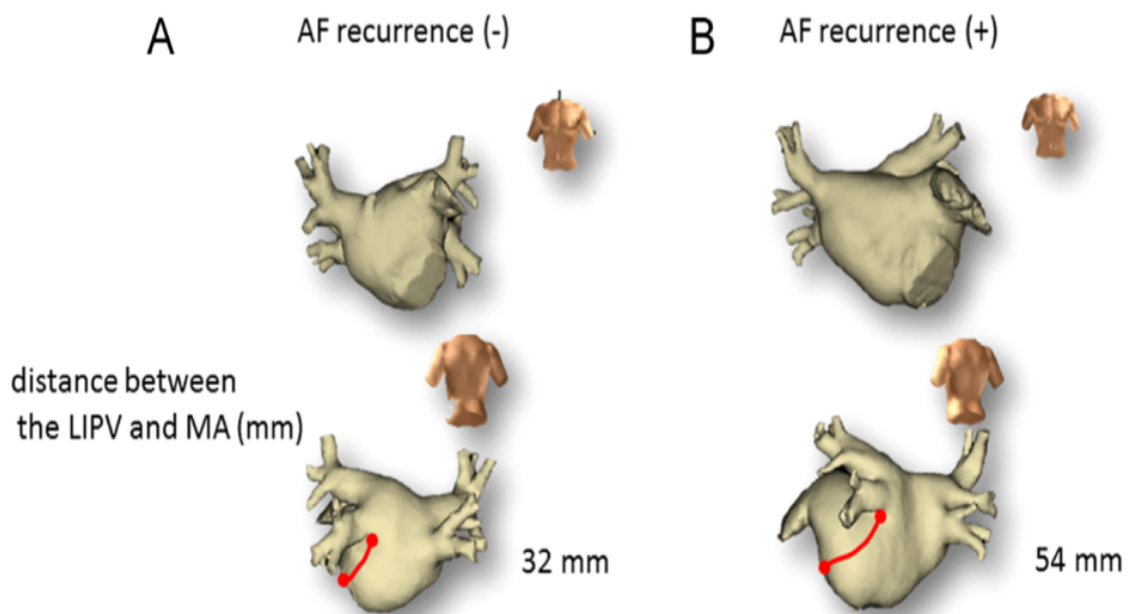 A
AF recurrence (-)
B
AF recurrence (+)
distance between
the LIPV and MA (mm)
32 mm
54 mm